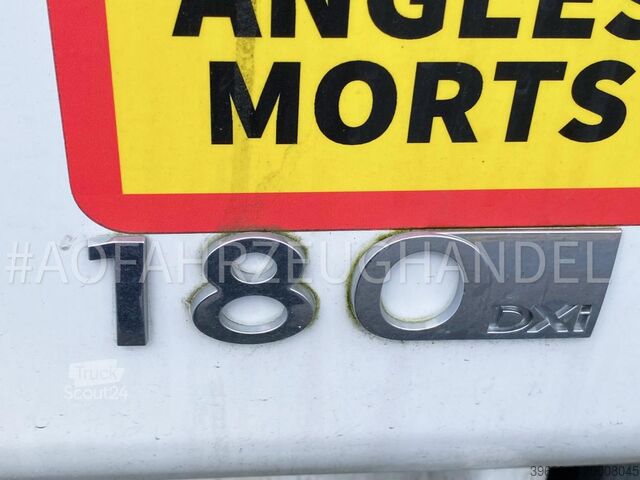 ANGLES
MORTS
#AOFAHRZEUGHANDEL
180 DXi
Truck
Scout24